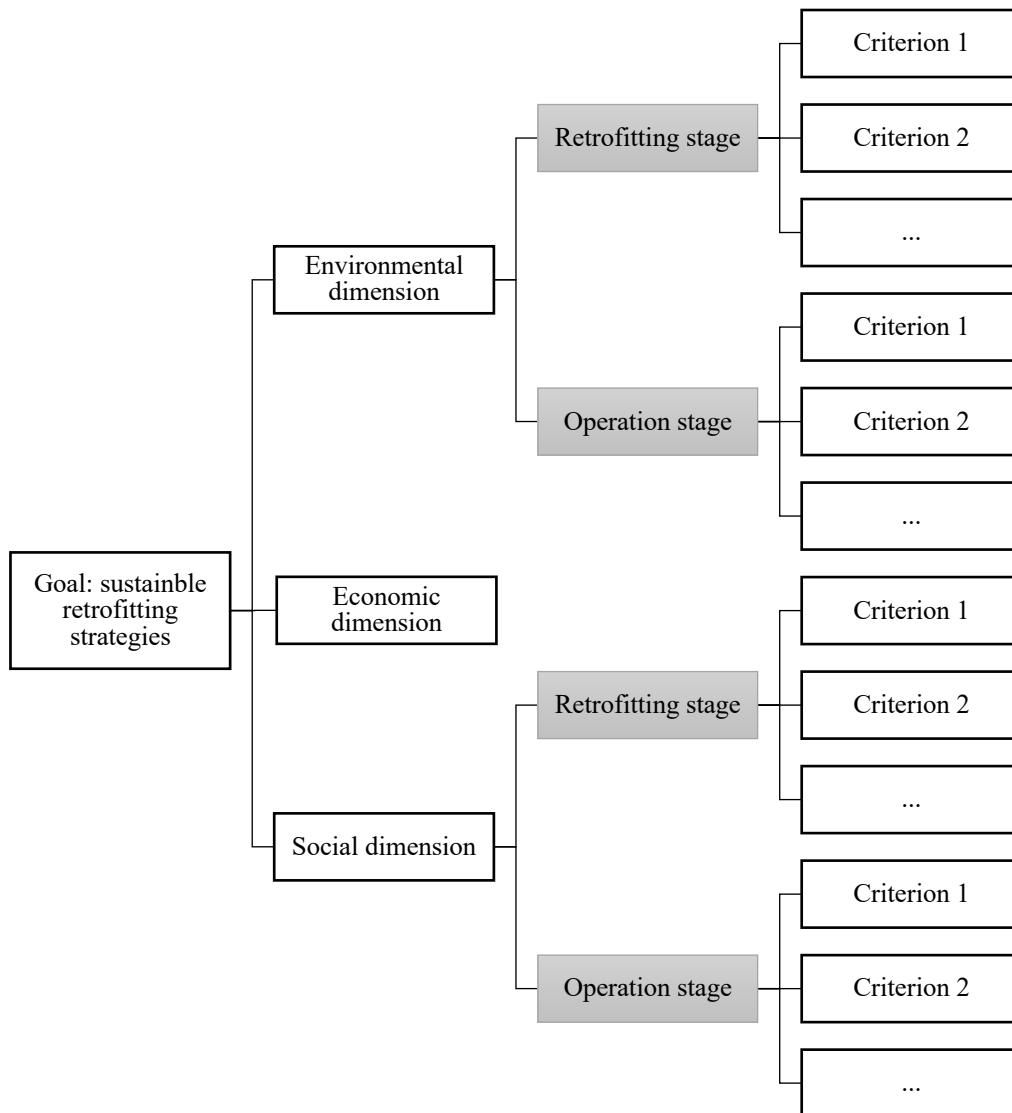 Criterion 1
Retrofitting stage
Criterion 2
...
Environmental
dimension
Criterion 1
Operation stage
Criterion 2
...
Goal: sustainble
retrofitting
strategies
Economic
dimension
Criterion 1
Retrofitting stage
Criterion 2
...
Social dimension
Criterion 1
Operation stage
Criterion 2
...